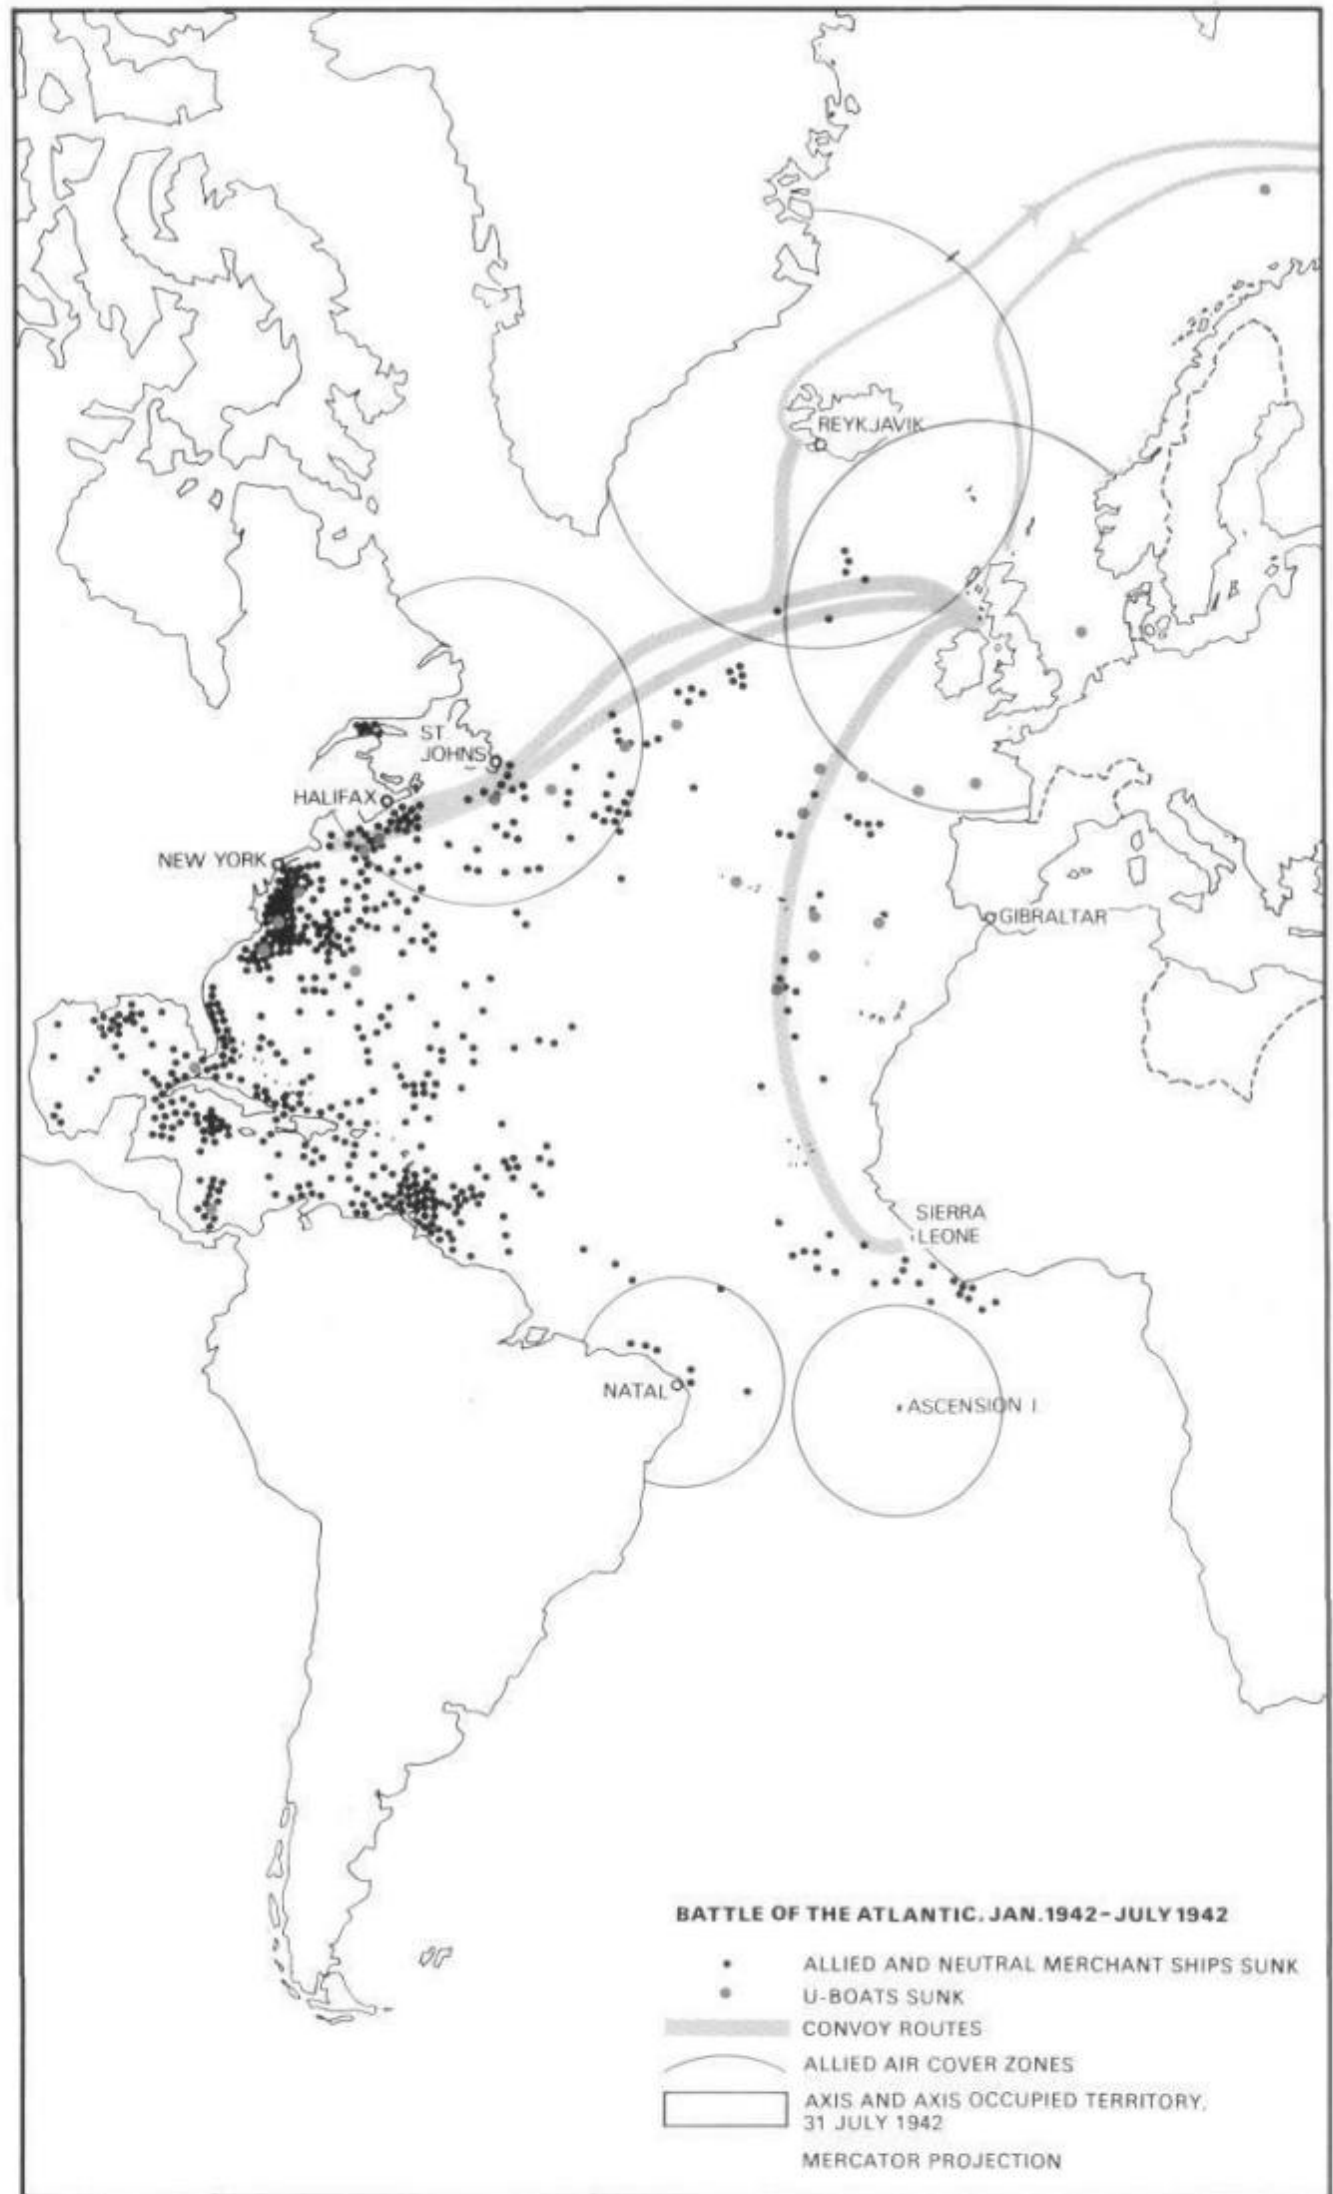 REYKJAVIK
ST
JOHNS
HALIFAX
NEW YORK
GIBRALTAR
SIERRA
LEONE
NATAL
ASCENSION I.
BATTLE OF THE ATLANTIC, JAN.1942–JULY 1942
ALLIED AND NEUTRAL MERCHANT SHIPS SUNK
U-BOATS SUNK
CONVOY ROUTES
ALLIED AIR COVER ZONES
AXIS AND AXIS OCCUPIED TERRITORY,
31 JULY 1942
MERCATOR PROJECTION